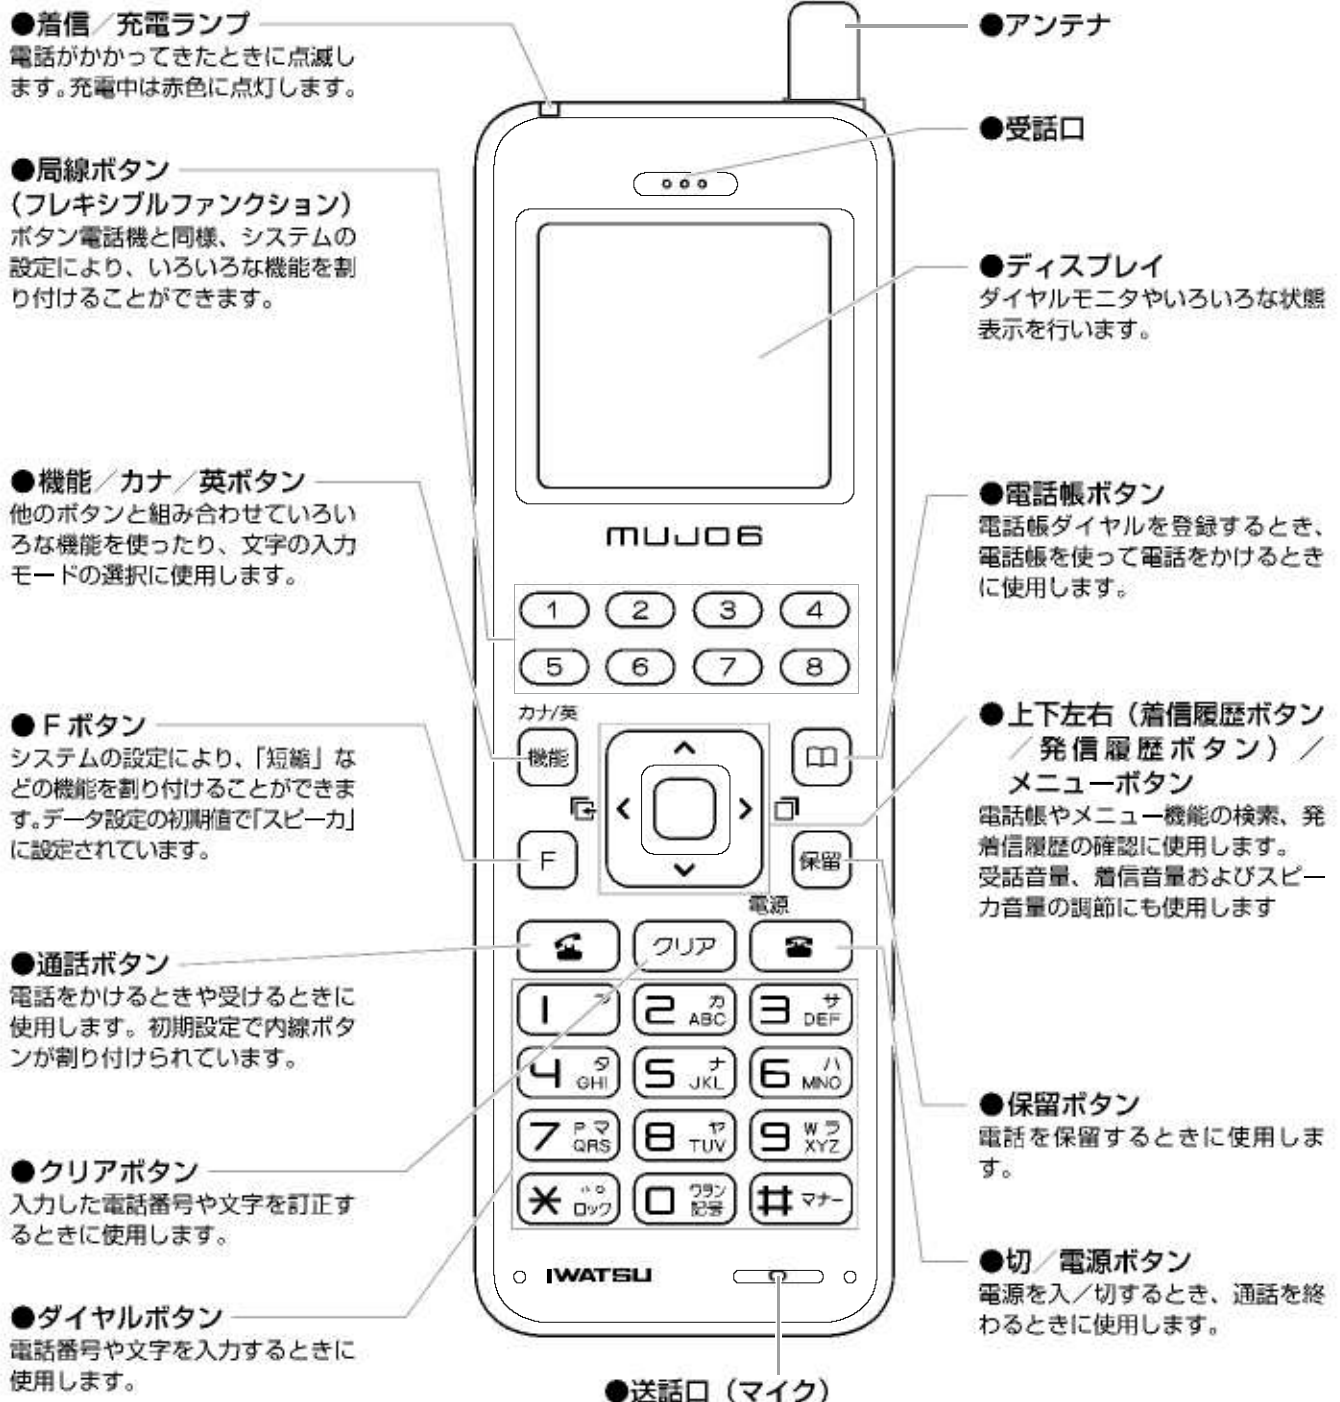 ●着信／充電ランプ
電話がかかってきたときに点滅し
ます。充電中は赤色に点灯します。
●局線ボタン
（フレキシブルファンクション）
ボタン電話機と同様、システムの
設定により、いろいろな機能を割
り付けることができます。
●機能／カナ／英ボタン
他のボタンと組み合わせていろい
ろな機能を使ったり、文字の入力
モードの選択に使用します。
●Fボタン
システムの設定により、「短縮」な
どの機能を割り付けることができま
す。データ設定の初期値で「スピーカ」
に設定されています。
●通話ボタン
電話をかけるときや受けるときに
使用します。初期設定で内線ボタ
ンが割り付けられています。
●クリアボタン
入力した電話番号や文字を訂正す
るときに使用します。
●ダイヤルボタン
電話番号や文字を入力するときに
使用します。
MUJO6
1 2 3 4
5 6 7 8
カナ/英
機能
F
保留
電源
クリア
1 ア
2 カ ABC
3 サ DEF
4 タ GHI
5 ナ JKL
6 ハ MNO
7 P マ QRS
8 ヤ TUV
9 W ラ XYZ
* ゛゜ ロック
0 ワヲン 記号
# マナー
IWATSU
●送話口（マイク）
●アンテナ
●受話口
●ディスプレイ
ダイヤルモニタやいろいろな状態
表示を行います。
●電話帳ボタン
電話帳ダイヤルを登録するとき、
電話帳を使って電話をかけるとき
に使用します。
●上下左右（着信履歴ボタン
／発信履歴ボタン）／
メニューボタン
電話帳やメニュー機能の検索、発
着信履歴の確認に使用します。
受話音量、着信音量およびスピー
カ音量の調節にも使用します
●保留ボタン
電話を保留するときに使用しま
す。
●切／電源ボタン
電源を入／切するとき、通話を終
わるときに使用します。